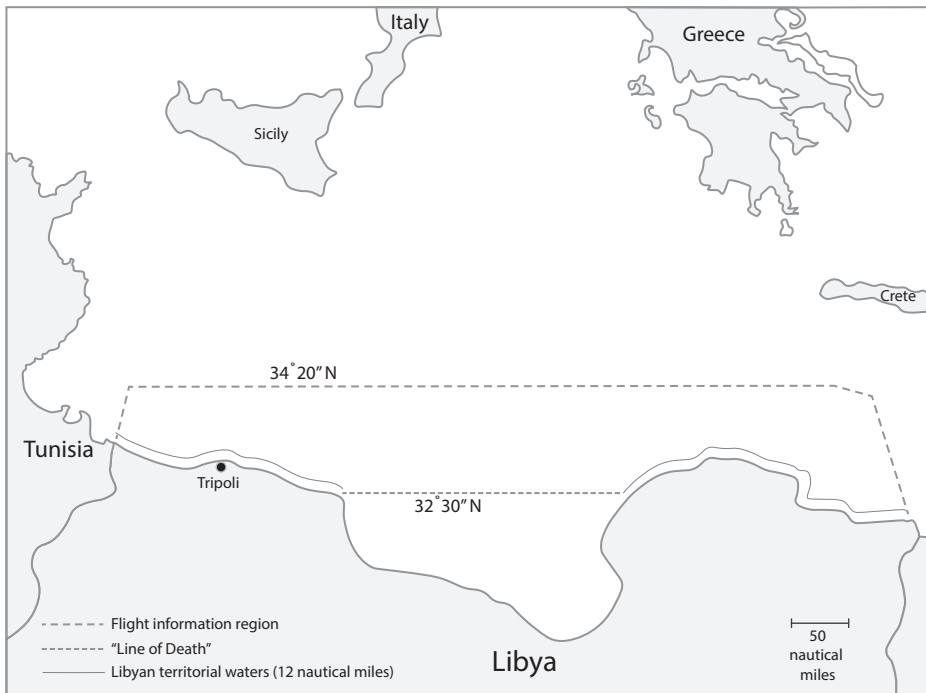 Italy
Greece
Sicily
Crete
34˚20” N
Tunisia
Tripoli
32˚30” N
Flight information region
“Line of Death”
Libyan territorial waters (12 nautical miles)
Libya
50
nautical
miles